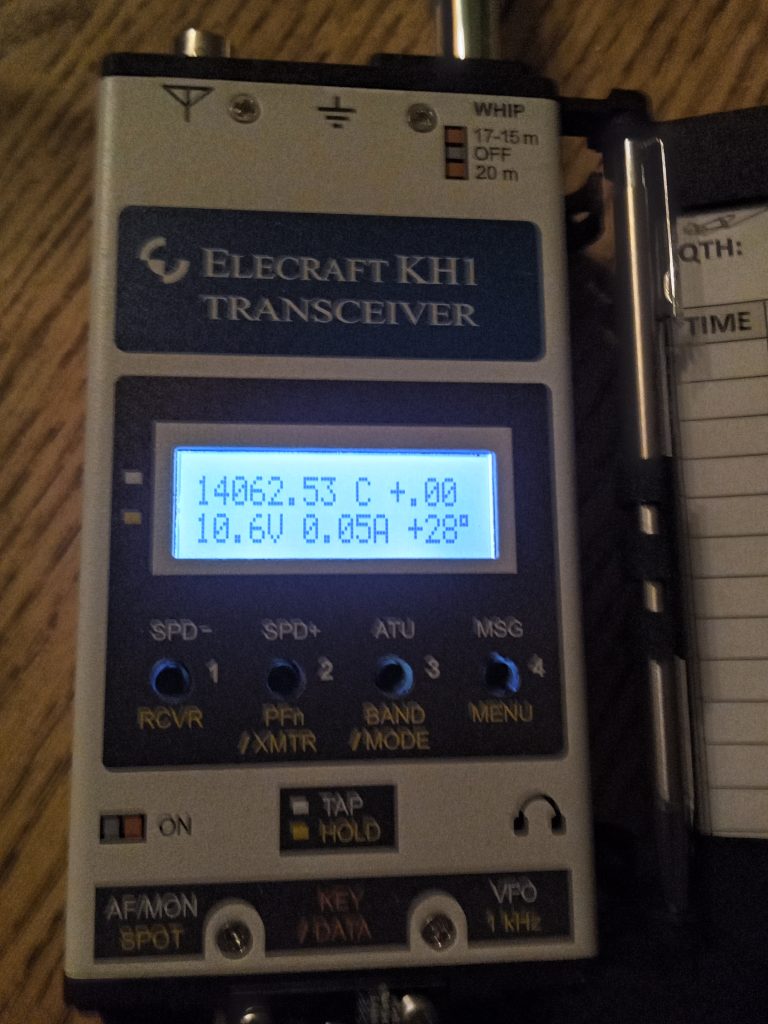 WHIP
17-15 m
OFF
20 m
ELECRAFT KH1
TRANSCEIVER
QTH:
TIME
14062.53 C +.00
10.6V 0.05A +28°
SPD- SPD+ ATU MSG
1 2 3 4
RCVR PFn BAND MENU
/XMTR /MODE
TAP
ON
HOLD
AF/MON KEY VFO
SPOT /DATA 1 kHz